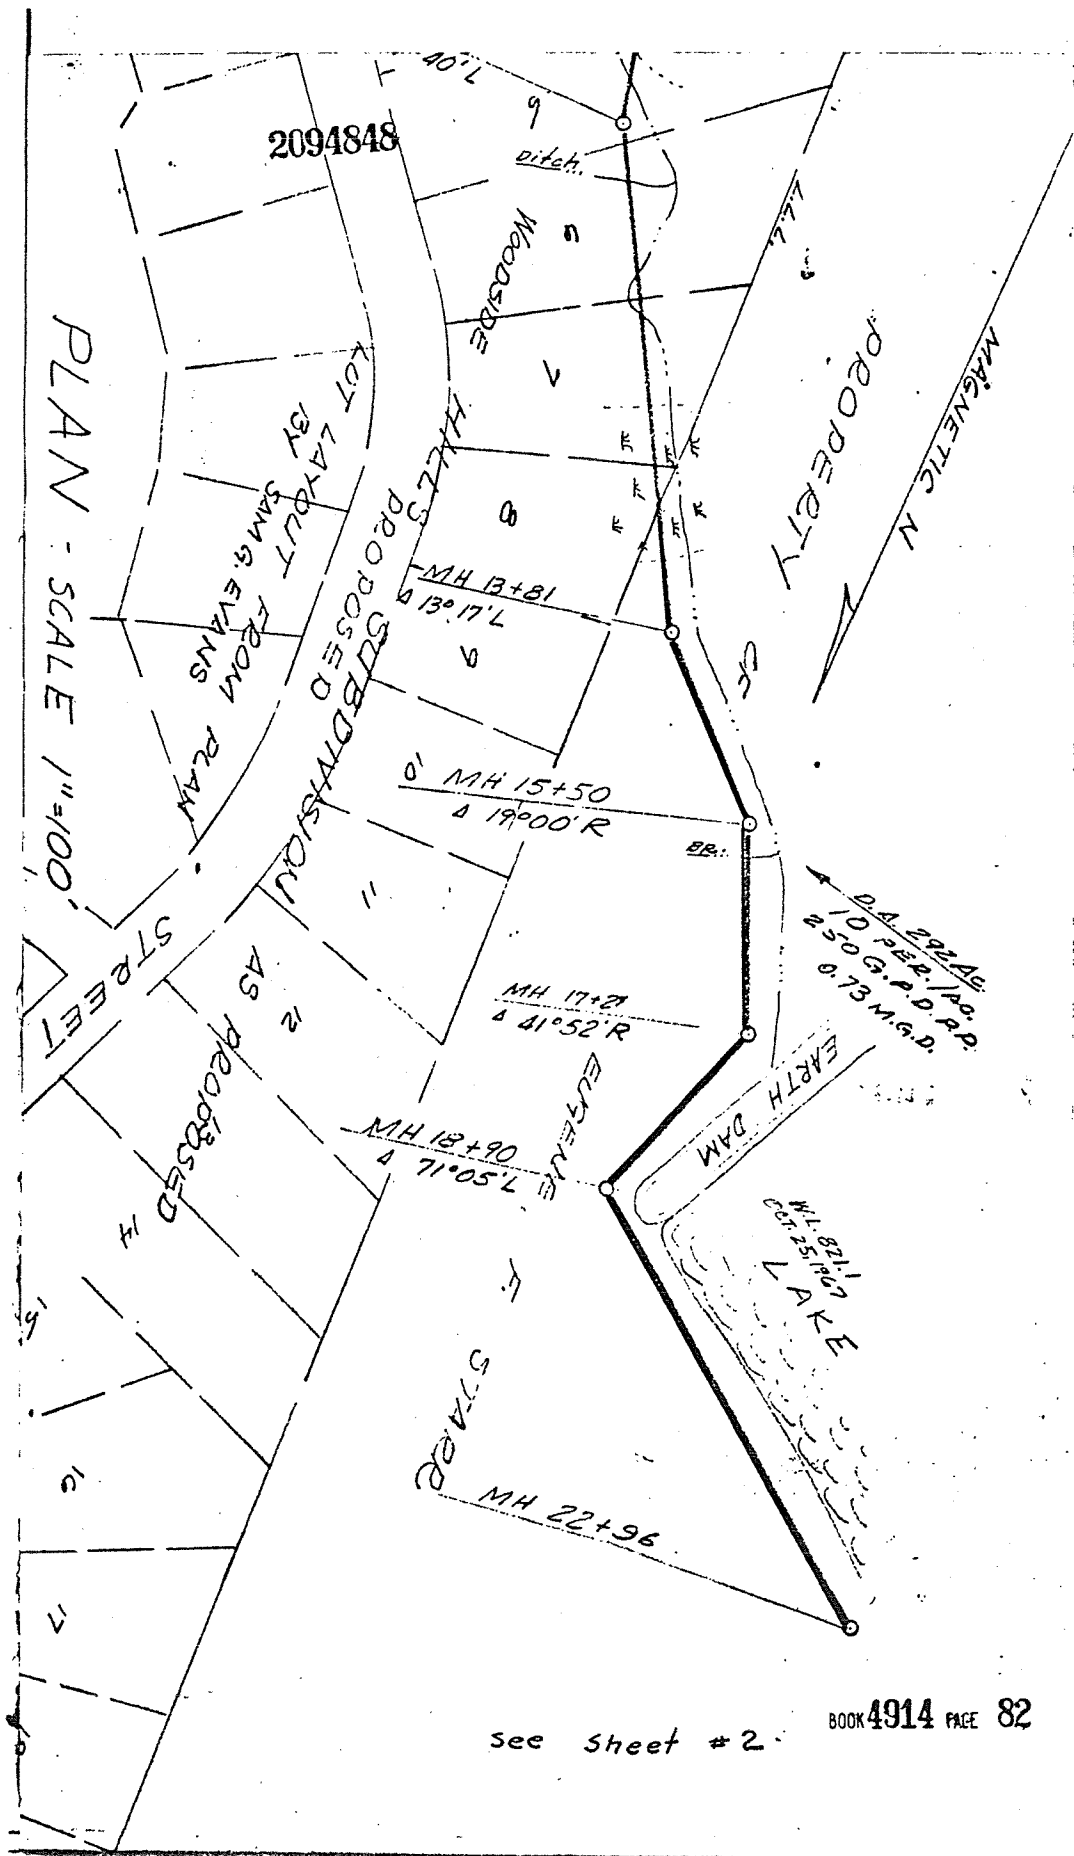 40'L
2094848
6
Ditch
L.L.L.
WOODSIDE
HILLS
SUBDIVISION
AS PROPOSED
PROPERTY
MAGNETIC N
7
8
LOT LAYOUT FROM PLAN
BY SAM G. EVANS
PROPOSED
STREET
PLAN - SCALE 1"=100'
MH 13+81
Δ 13°17'L
9
10
MH 15+50
Δ 19°00'R
BR.
11
12
13
14
15
16
17
D.A. 292 Ac.
10 PER./AC.
250 G.P.D. P.P.
0.73 M.G.D.
MH 17+21
Δ 41°52'R
EARTH DAM
MH 18+90
Δ 71°05'L
EUGENE F. STARR
W.L. 821.1
OCT. 25, 1967
LAKE
MH 22+96
see sheet #2.
BOOK 4914 PAGE 82